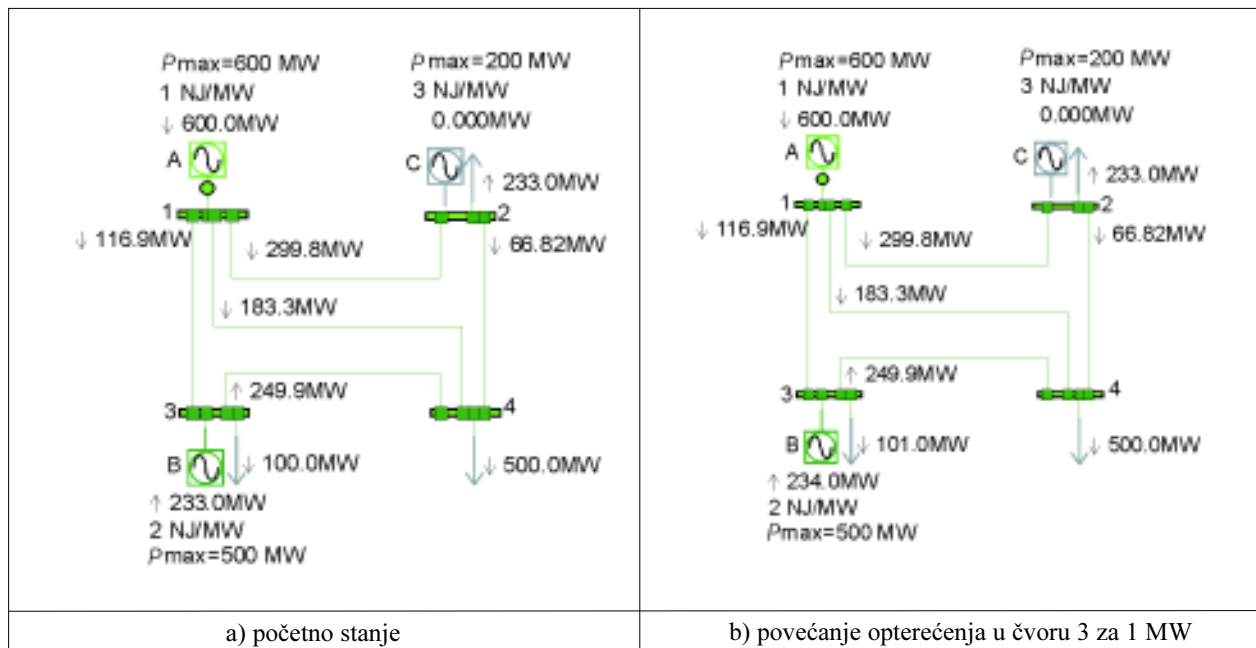 Pmax=600 MW
1 NJ/MW
↓ 600.0MW
A
Pmax=200 MW
3 NJ/MW
0.000MW
C
↑ 233.0MW
1
2
↓ 116.9MW
↓ 299.8MW
↓ 66.82MW
↓ 183.3MW
↑ 249.9MW
3
4
B
↓ 100.0MW
↓ 500.0MW
↑ 233.0MW
2 NJ/MW
Pmax=500 MW
a) početno stanje
Pmax=600 MW
1 NJ/MW
↓ 600.0MW
A
Pmax=200 MW
3 NJ/MW
0.000MW
C
↑ 233.0MW
1
2
↓ 116.9MW
↓ 299.8MW
↓ 66.82MW
↓ 183.3MW
↑ 249.9MW
3
4
B
↓ 101.0MW
↓ 500.0MW
↑ 234.0MW
2 NJ/MW
Pmax=500 MW
b) povećanje opterećenja u čvoru 3 za 1 MW